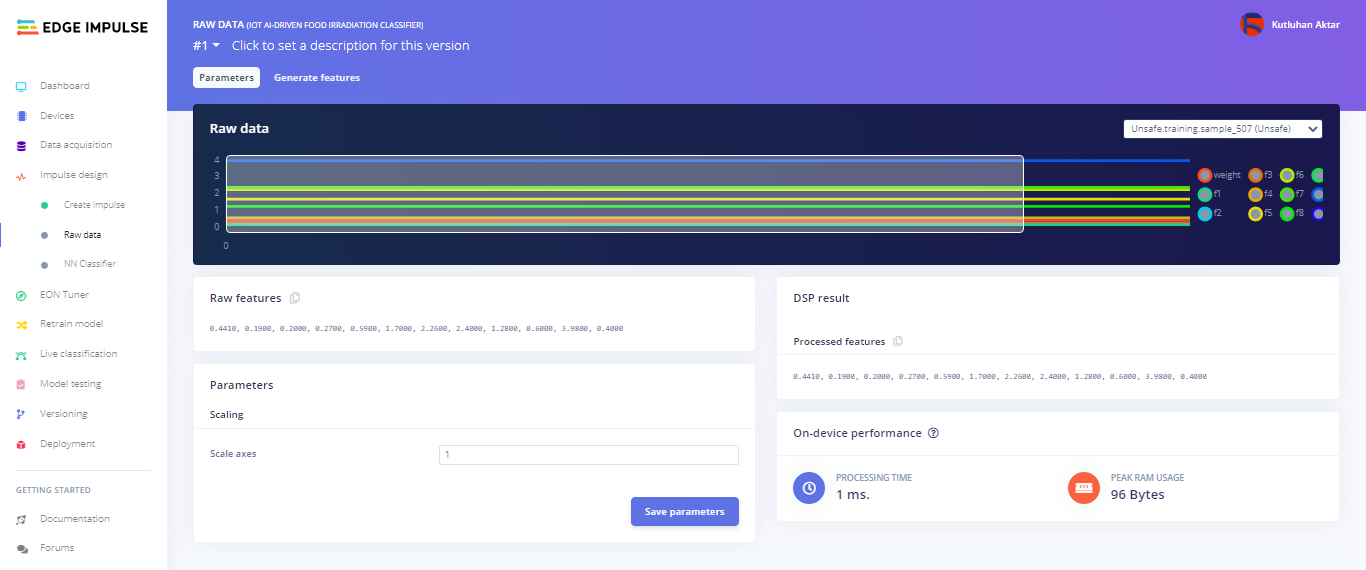 EDGE IMPULSE
Dashboard
Devices
Data acquisition
Impulse design
Create impulse
Raw data
NN Classifier
EON Tuner
Retrain model
Live classification
Model testing
Versioning
Deployment
GETTING STARTED
Documentation
Forums
RAW DATA (IOT AI-DRIVEN FOOD IRRADIATION CLASSIFIER)
Kutluhan Aktar
#1 Click to set a description for this version
Parameters Generate features
Raw data
Unsafe.training.sample_507 (Unsafe)
4
3
2
1
0
0
weight f3 f6
f1 f4 f7
f2 f5 f8
Raw features
0.4410, 0.1900, 0.2000, 0.2700, 0.5900, 1.7000, 2.2600, 2.4000, 1.2800, 0.6000, 3.9800, 0.4000
Parameters
Scaling
Scale axes 1
Save parameters
DSP result
Processed features
0.4410, 0.1900, 0.2000, 0.2700, 0.5900, 1.7000, 2.2600, 2.4000, 1.2800, 0.6000, 3.9800, 0.4000
On-device performance ?
PROCESSING TIME
1 ms.
PEAK RAM USAGE
96 Bytes